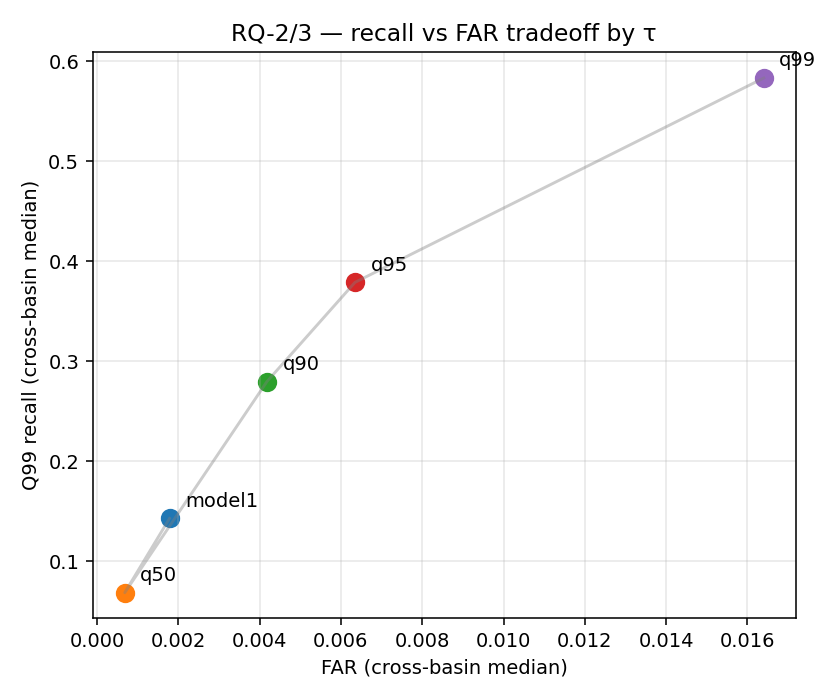 RQ-2/3 — recall vs FAR tradeoff by τ
Q99 recall (cross-basin median)
0.6
0.5
0.4
0.3
0.2
0.1
q99
q95
q90
model1
q50
0.000 0.002 0.004 0.006 0.008 0.010 0.012 0.014 0.016
FAR (cross-basin median)